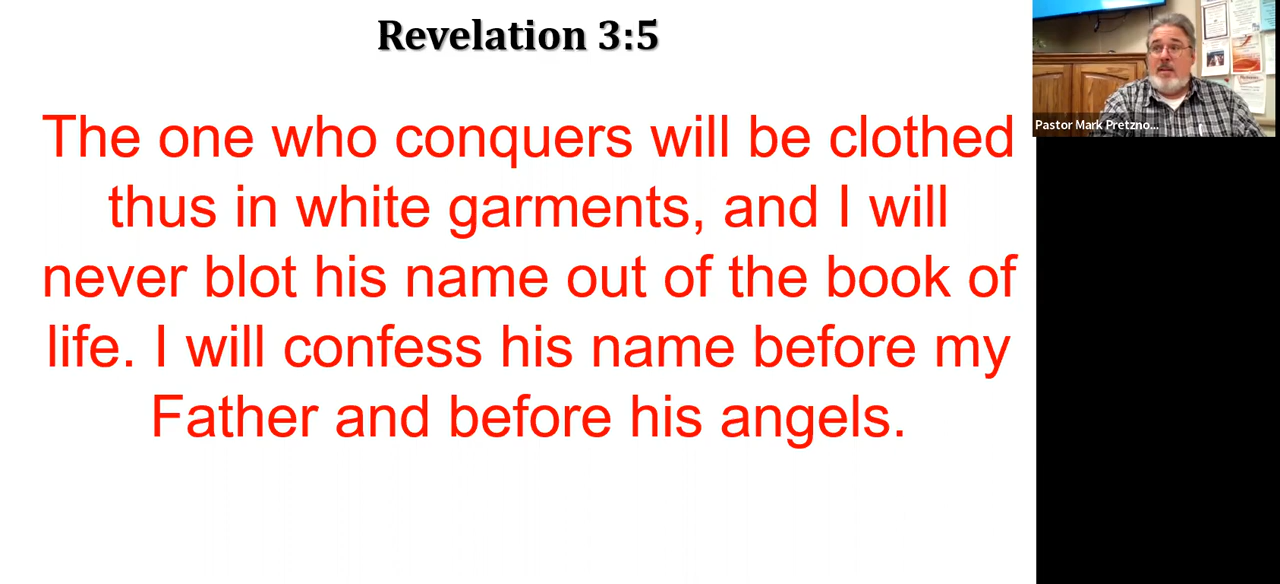 Revelation 3:5
The one who conquers will be clothed
thus in white garments, and I will
never blot his name out of the book of
life. I will confess his name before my
Father and before his angels.
Pastor Mark Pretzno...